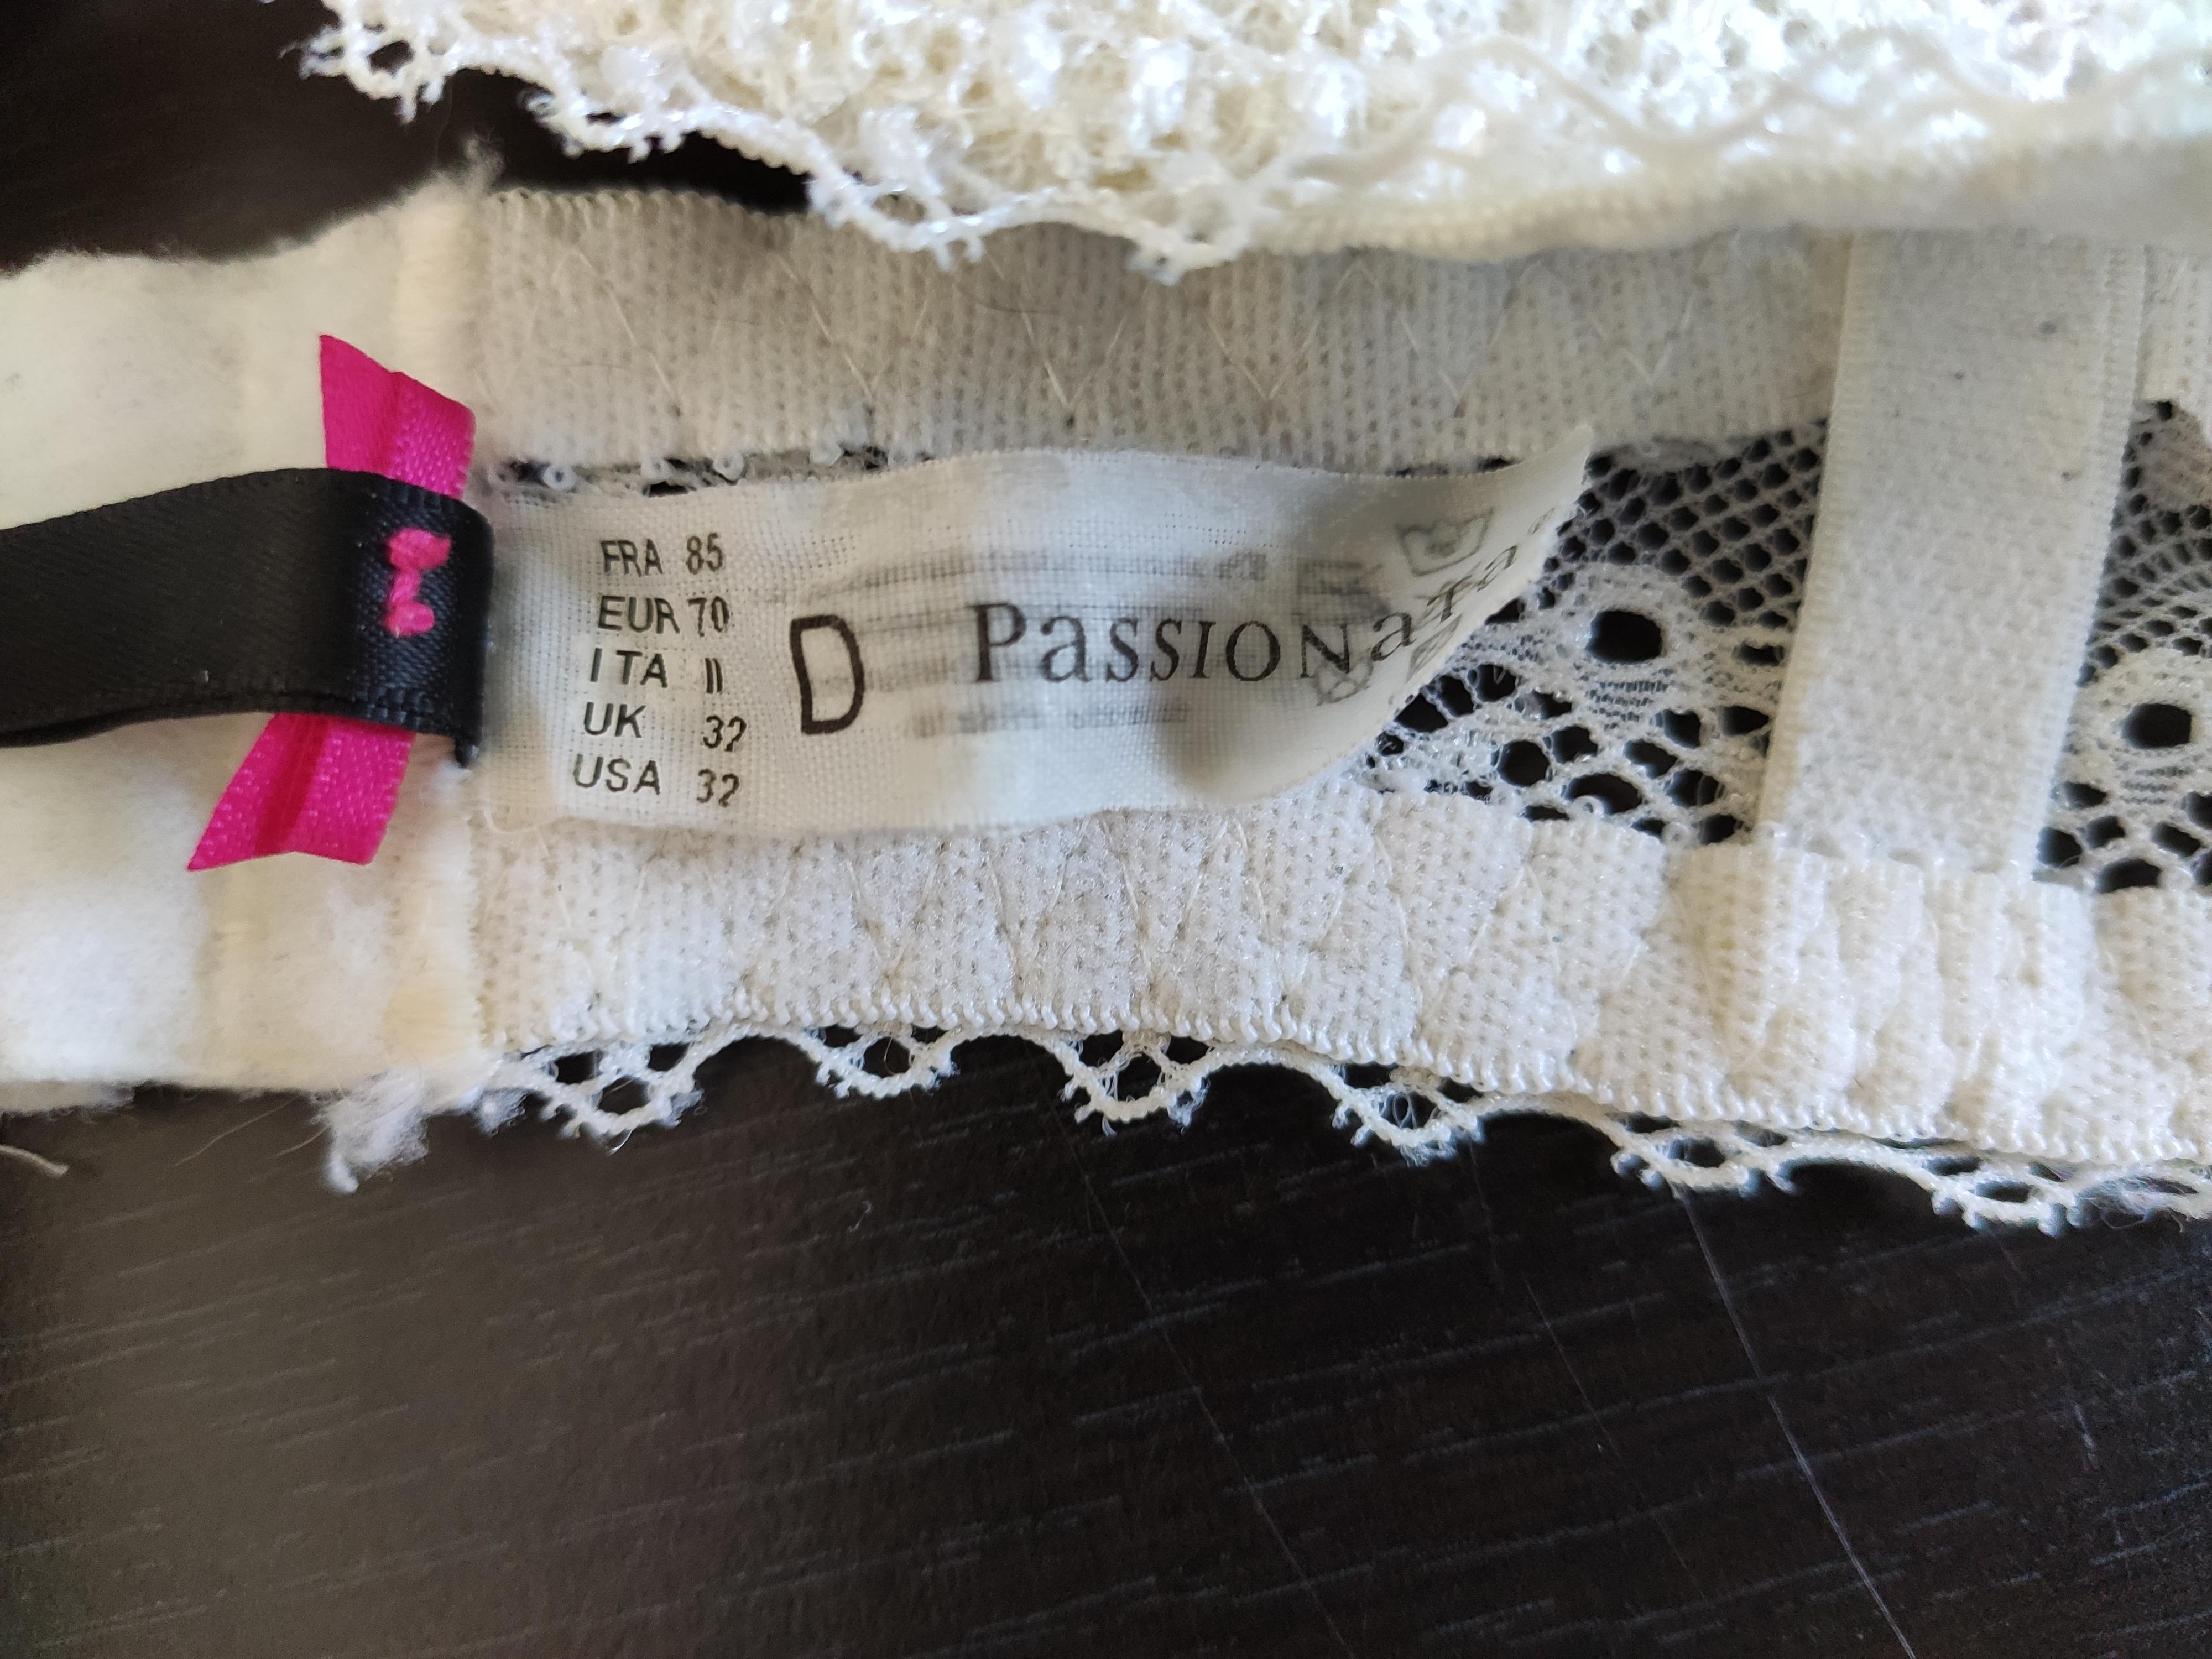 FRA 85
EUR 70
ITA II
UK 32
USA 32
D
Passionata